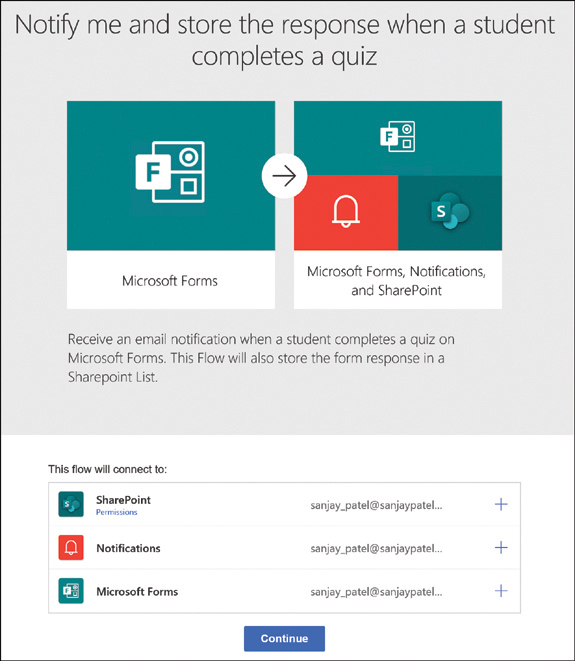 Notify me and store the response when a student
completes a quiz
F
F
S
Microsoft Forms
Microsoft Forms, Notifications,
and SharePoint
Receive an email notification when a student completes a quiz on
Microsoft Forms. This Flow will also store the form response in a
Sharepoint List.
This flow will connect to:
S
SharePoint
sanjay_patel@sanjaypatel...
Permissions
Notifications
sanjay_patel@sanjaypatel...
F
Microsoft Forms
sanjay_patel@sanjaypatel...
Continue